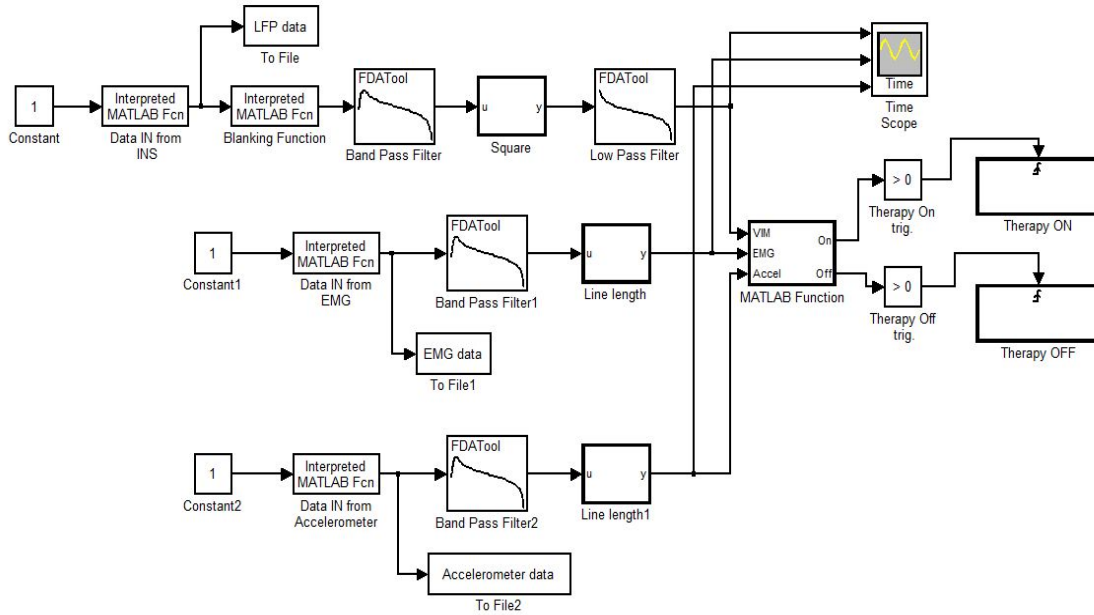 LFP data
To File
1
Constant
Interpreted
MATLAB Fcn
Data IN from
INS
Interpreted
MATLAB Fcn
Blanking Function
FDATool
Band Pass Filter
u y
Square
FDATool
Low Pass Filter
Time
Time
Scope
> 0
Therapy On
trig.
Therapy ON
1
Constant1
Interpreted
MATLAB Fcn
Data IN from
EMG
FDATool
Band Pass Filter1
u y
Line length
VIM
EMG
Accel
On
Off
MATLAB Function
> 0
Therapy Off
trig.
Therapy OFF
EMG data
To File1
1
Constant2
Interpreted
MATLAB Fcn
Data IN from
Accelerometer
FDATool
Band Pass Filter2
u y
Line length1
Accelerometer data
To File2